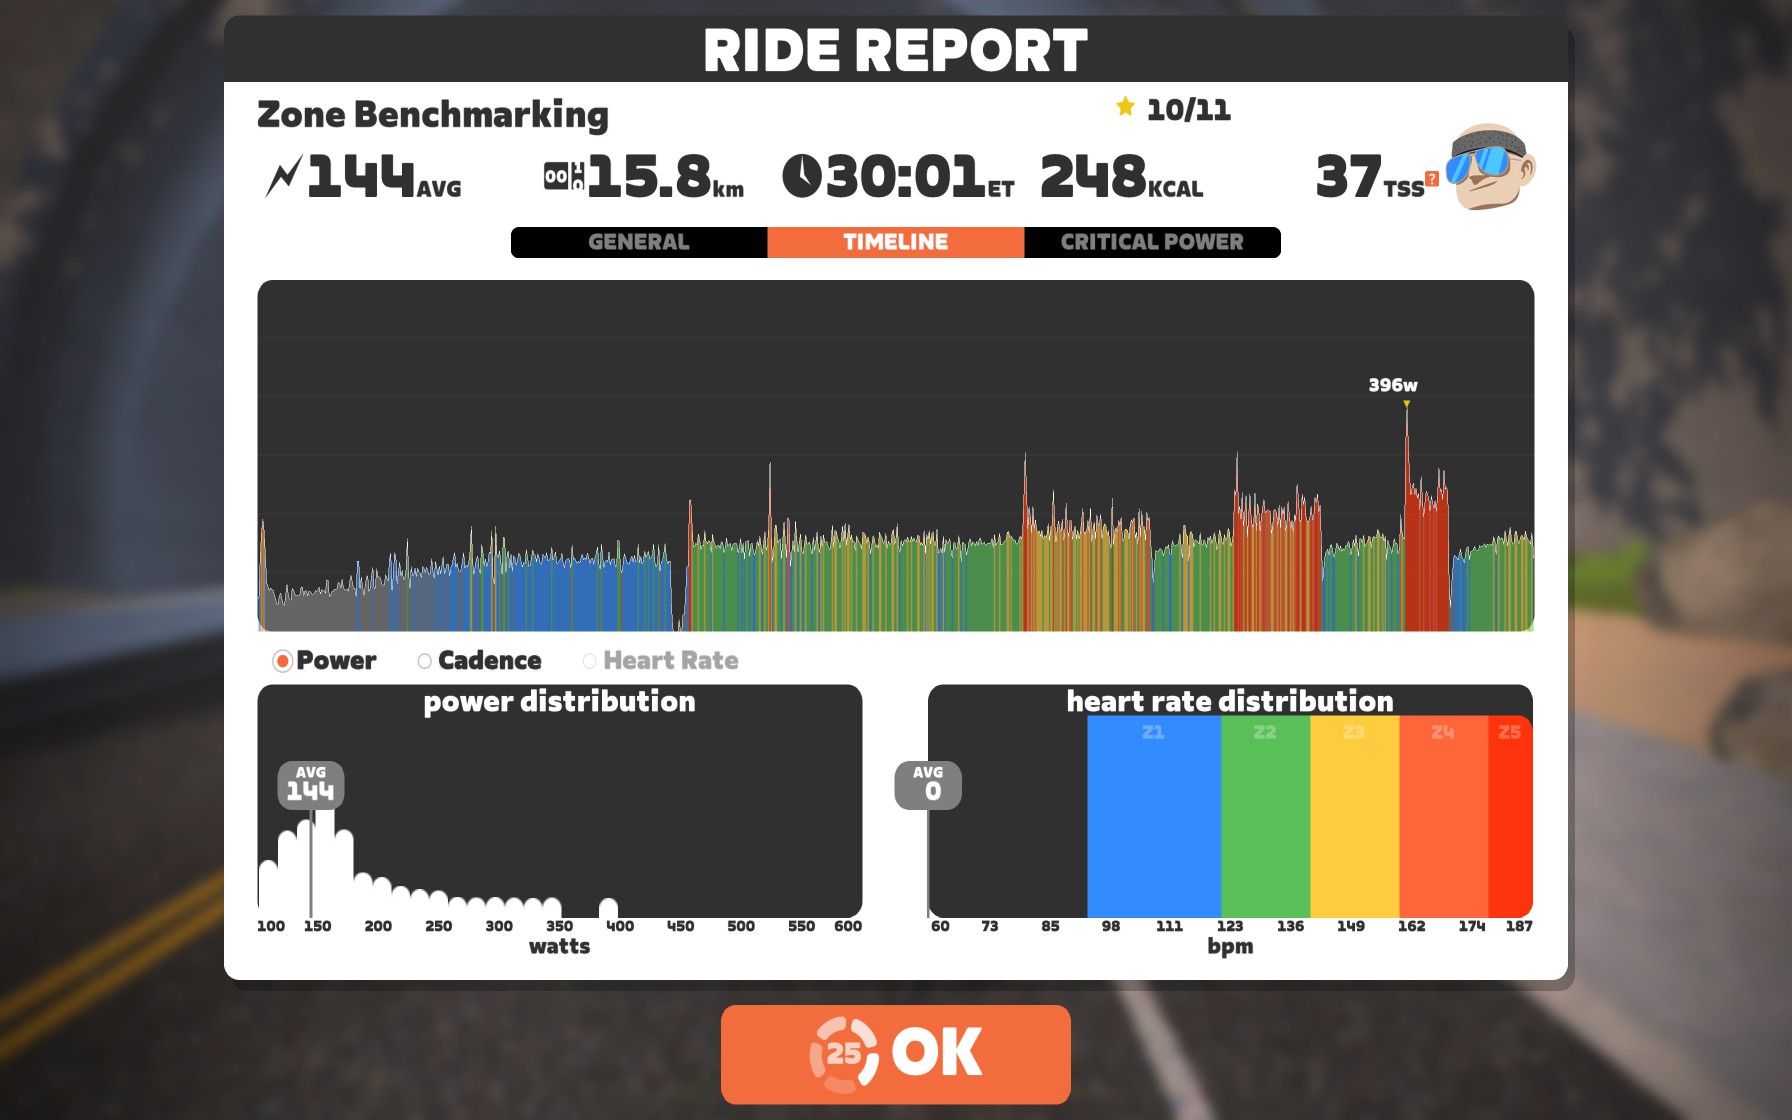 RIDE REPORT
Zone Benchmarking
10/11
144AVG
15.8km
30:01ET
248KCAL
37TSS?
GENERAL
TIMELINE
CRITICAL POWER
396w
Power
Cadence
Heart Rate
power distribution
AVG
144
100 150 200 250 300 350 400 450 500 550 600
watts
heart rate distribution
Z1 Z2 Z3 Z4 Z5
AVG
0
60 73 85 98 111 123 136 149 162 174 187
bpm
25 OK